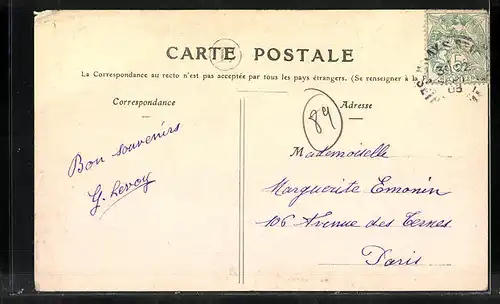 CARTE POSTALE
La Correspondance au recto n'est pas acceptée par tous les pays étrangers. (Se renseigner à la
Correspondance
Adresse
89
Bon souvenirs
G. Levoy
Mademoiselle
Marguerite Emonin
106 Avenue des Ternes
Paris